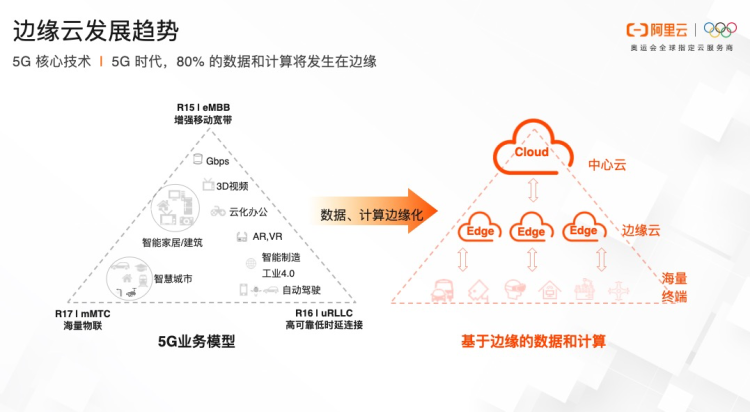 边缘云发展趋势
阿里云
奥运会全球指定云服务商
5G 核心技术 | 5G 时代，80% 的数据和计算将发生在边缘
R15 | eMBB
增强移动宽带
Gbps
3D视频
云化办公
智能家居/建筑
AR,VR
智能制造
工业4.0
智慧城市
自动驾驶
R17 | mMTC
海量物联
R16 | uRLLC
高可靠低时延连接
5G业务模型
数据、计算边缘化
Cloud
中心云
Edge
Edge
Edge
边缘云
海量
终端
基于边缘的数据和计算